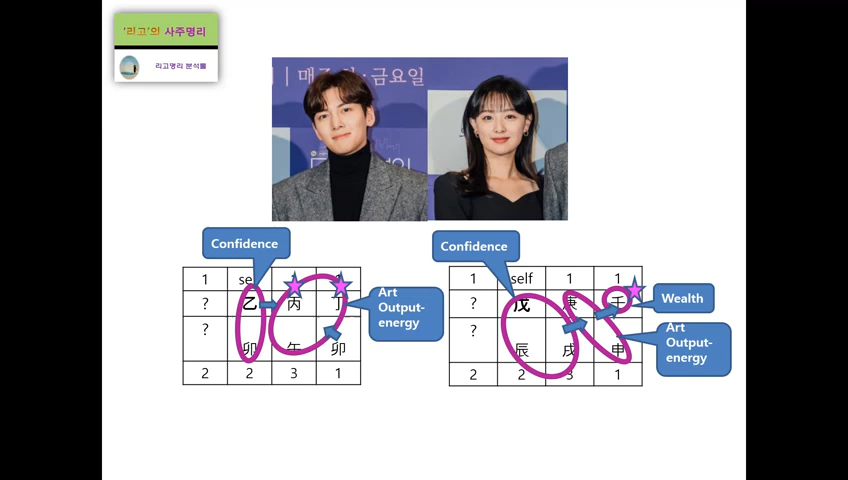 '리고'의 사주명리
리고명리 분석틀
매주 · 금요일
Confidence
Confidence
1 se 1
? 乙 丙 丁
?
卯 午 卯
2 2 3 1
Art
Output-
energy
1 self 1 1
? 戊 庚 壬
?
辰 戌 申
2 2 3 1
Wealth
Art
Output-
energy